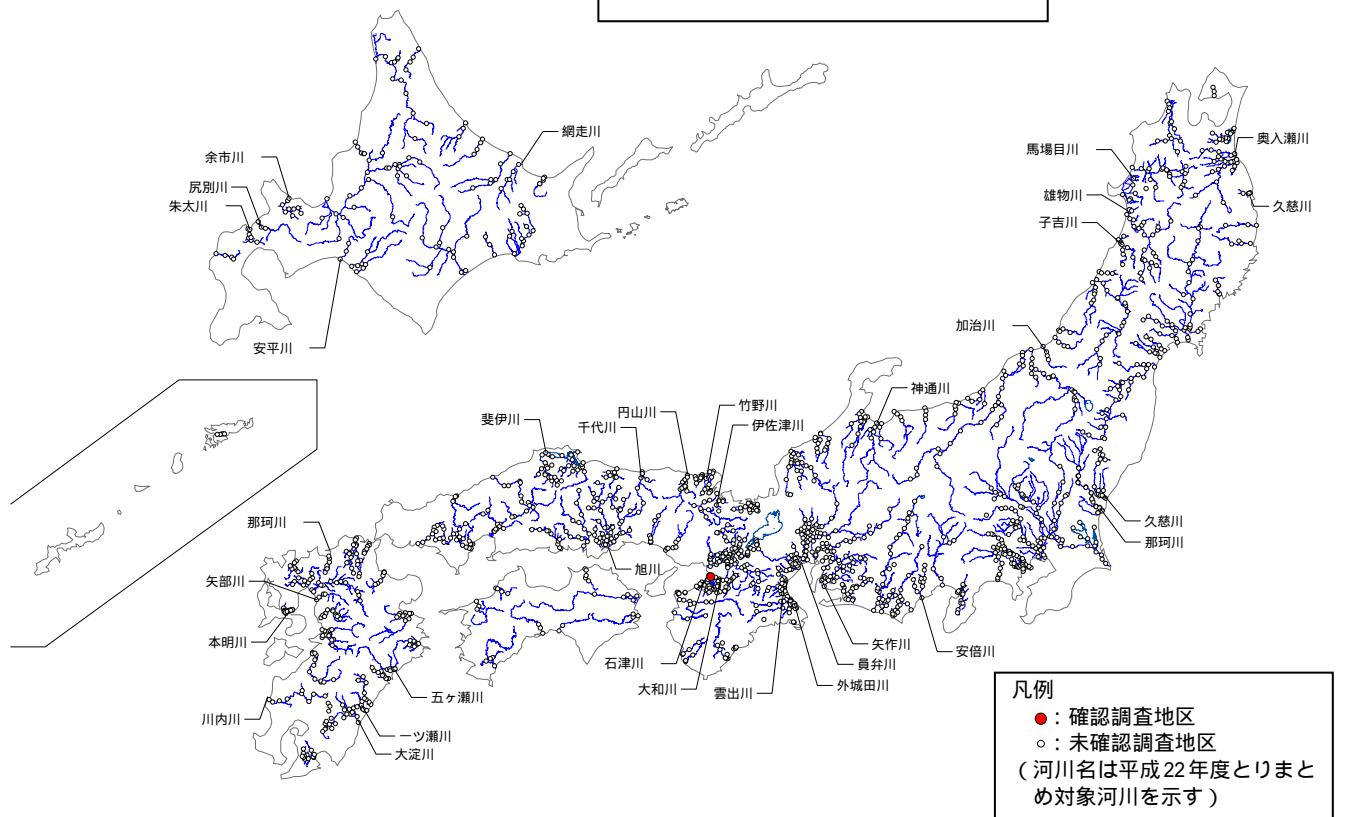 網走川
余市川
尻別川
朱太川
安平川
馬場目川
奥入瀬川
雄物川
久慈川
子吉川
加治川
神通川
竹野川
円山川
伊佐津川
斐伊川
千代川
久慈川
那珂川
那珂川
旭川
矢部川
本明川
矢作川
安倍川
石津川
員弁川
大和川
雲出川
外城田川
五ヶ瀬川
川内川
一ツ瀬川
大淀川
凡例
●：確認調査地区
○：未確認調査地区
（河川名は平成22年度とりまと
め対象河川を示す）